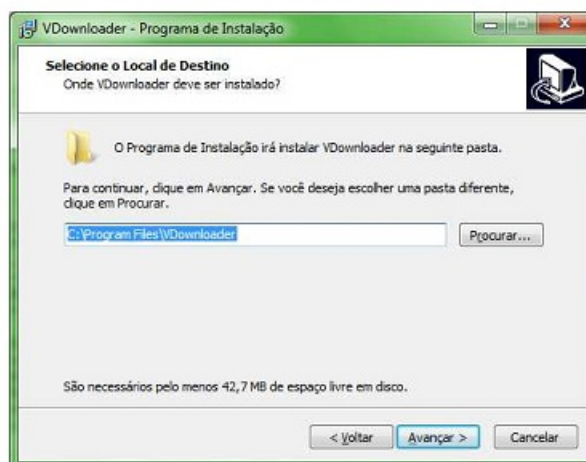 VDownloader - Programa de Instalação
Selecione o Local de Destino
Onde VDownloader deve ser instalado?
O Programa de Instalação irá instalar VDownloader na seguinte pasta.
Para continuar, clique em Avançar. Se você deseja escolher uma pasta diferente,
clique em Procurar.
C:\Program Files\VDownloader
Procurar...
São necessários pelo menos 42,7 MB de espaço livre em disco.
< Voltar
Avançar >
Cancelar